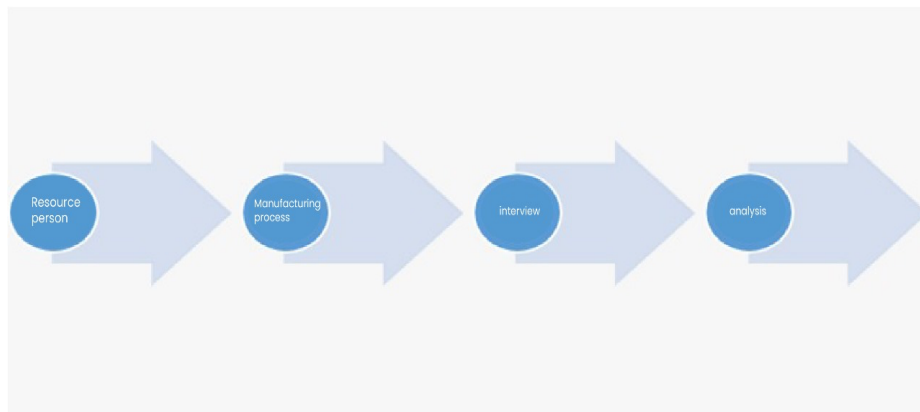 Resource
person
Manufacturing
process
interview
analysis